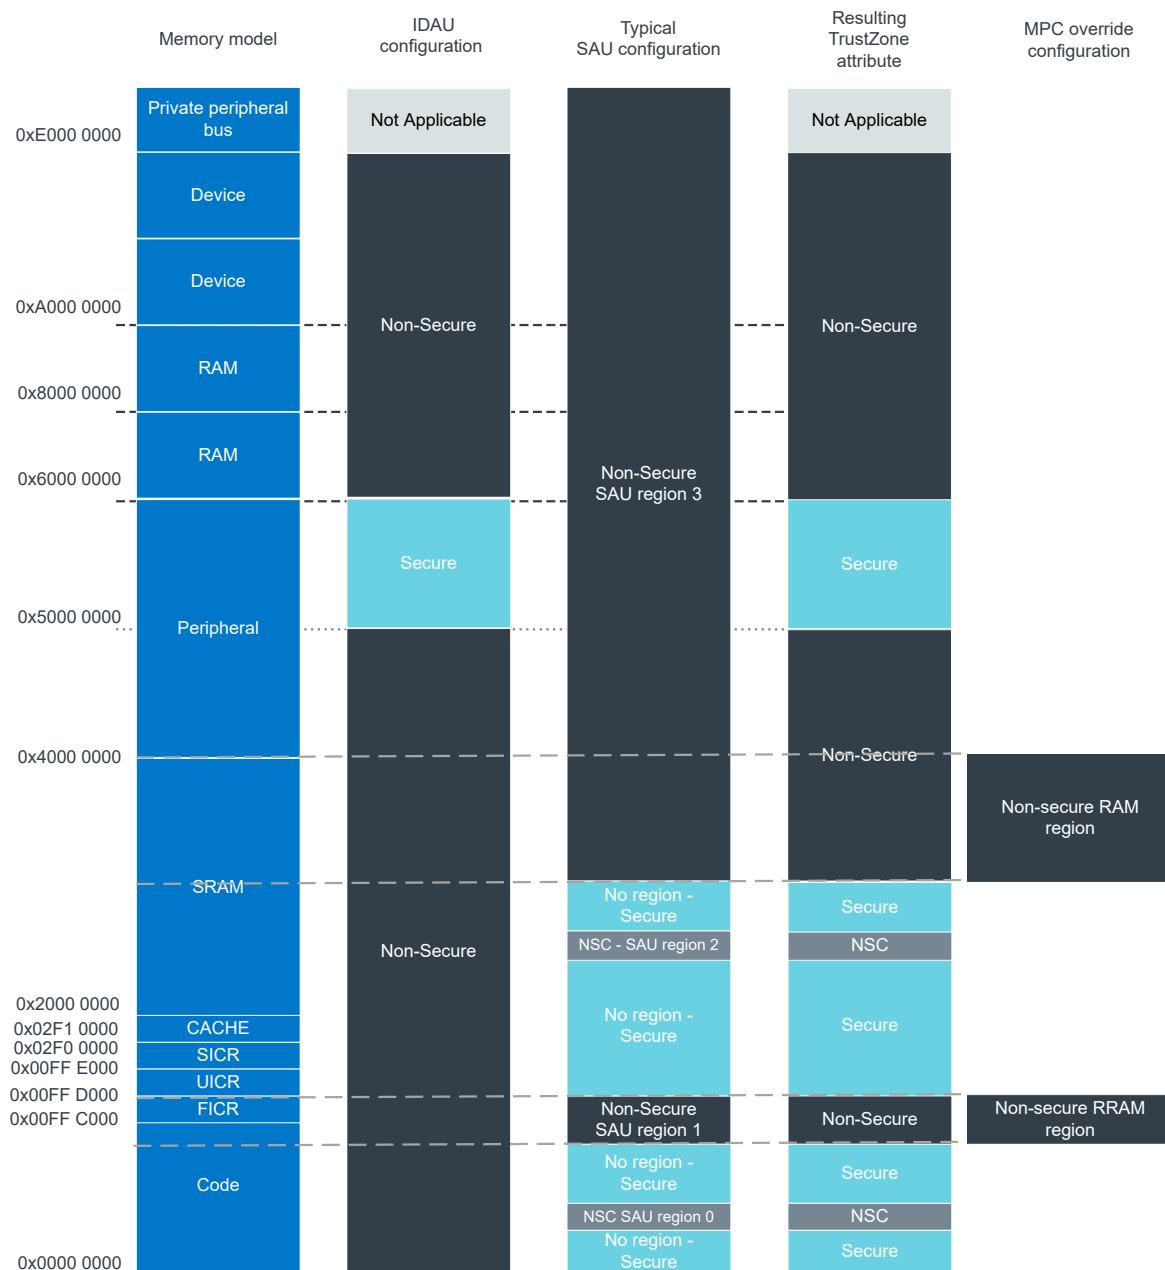 Memory model
IDAU
configuration
Typical
SAU configuration
Resulting
TrustZone
attribute
MPC override
configuration
Private peripheral
bus
Not Applicable
Not Applicable
0xE000 0000
Device
Device
0xA000 0000
Non-Secure
Non-Secure
RAM
0x8000 0000
RAM
0x6000 0000
Non-Secure
SAU region 3
Secure
Secure
0x5000 0000
Peripheral
0x4000 0000
Non-Secure
Non-secure RAM
region
SRAM
No region -
Secure
Secure
NSC - SAU region 2
NSC
Non-Secure
0x2000 0000
No region -
Secure
Secure
0x02F1 0000
CACHE
0x02F0 0000
SICR
0x00FF E000
UICR
0x00FF D000
FICR
0x00FF C000
Non-Secure
SAU region 1
Non-Secure
Non-secure RRAM
region
Code
No region -
Secure
Secure
NSC SAU region 0
NSC
No region -
Secure
Secure
0x0000 0000